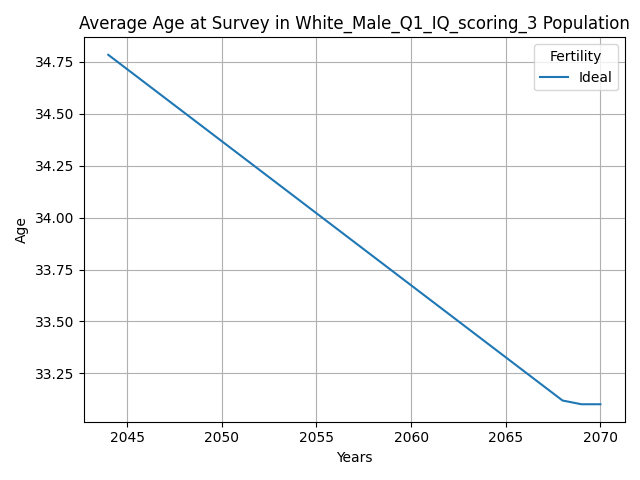 Average Age at Survey in White_Male_Q1_IQ_scoring_3 Population
Fertility
Ideal
34.75
34.50
34.25
34.00
33.75
33.50
33.25
Age
2045 2050 2055 2060 2065 2070
Years